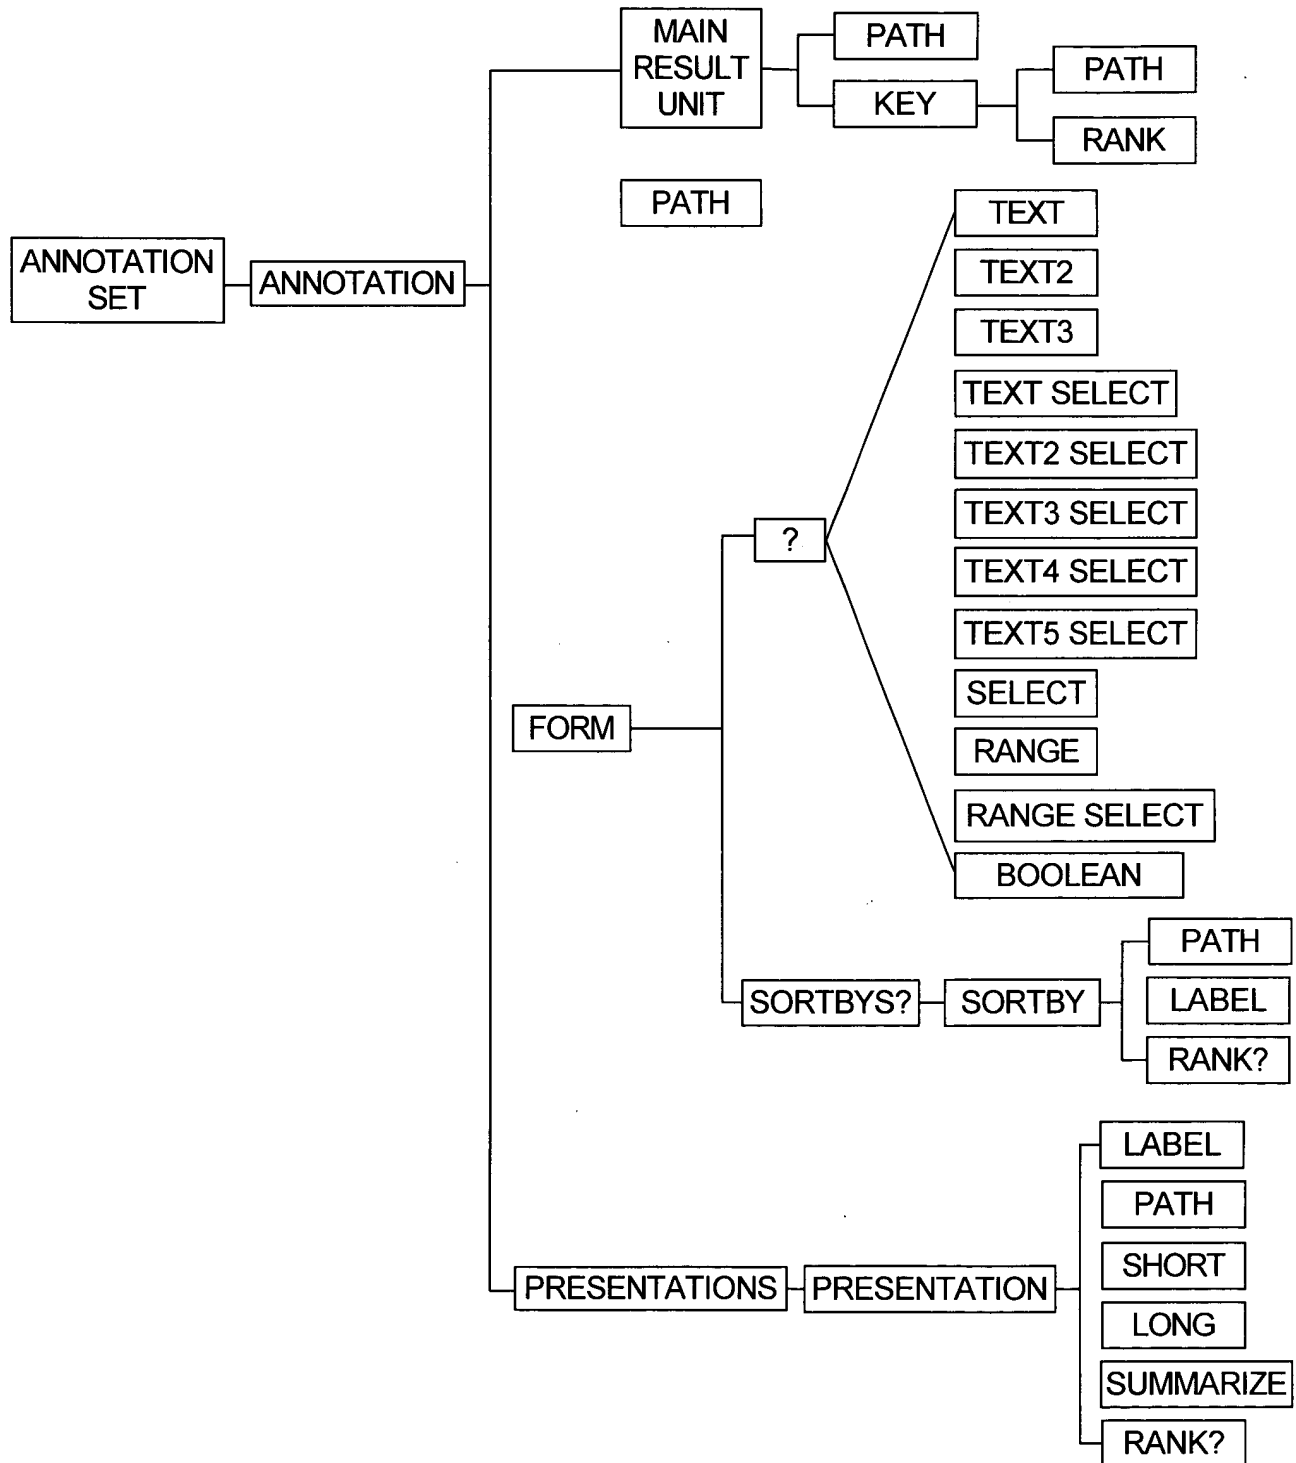 MAIN
RESULT
UNIT
PATH
KEY
PATH
RANK
PATH
ANNOTATION
SET
ANNOTATION
TEXT
TEXT2
TEXT3
TEXT SELECT
TEXT2 SELECT
TEXT3 SELECT
TEXT4 SELECT
TEXT5 SELECT
SELECT
RANGE
RANGE SELECT
BOOLEAN
?
FORM
SORTBYS?
SORTBY
PATH
LABEL
RANK?
PRESENTATIONS
PRESENTATION
LABEL
PATH
SHORT
LONG
SUMMARIZE
RANK?